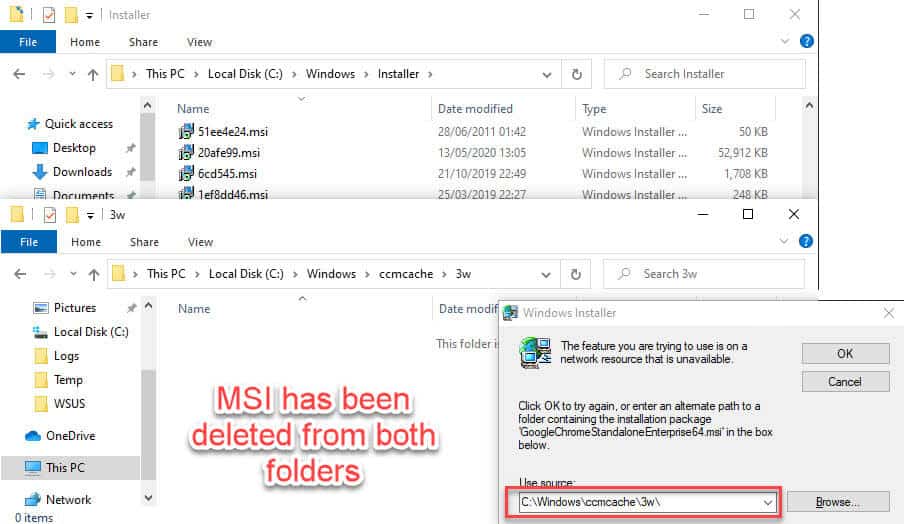 Installer
File Home Share View
This PC Local Disk (C:) Windows Installer Search Installer
Name Date modified Type Size
Quick access
51ee4e24.msi 28/06/2011 01:42 Windows Installer ... 50 KB
Desktop
20afe99.msi 13/05/2020 13:05 Windows Installer ... 52,912 KB
Downloads
6cd545.msi 21/10/2019 22:49 Windows Installer ... 1,708 KB
Documents
1ef8dd46.msi 25/03/2019 22:27 Windows Installer ... 248 KB
3w
File Home Share View
This PC Local Disk (C:) Windows ccmcache 3w Search 3w
Pictures
Local Disk (C:)
Logs
Temp
WSUS
OneDrive
This PC
Network
0 items
Name Date modif
This folder is
MSI has been
deleted from both
folders
Windows Installer
The feature you are trying to use is on a
network resource that is unavailable.
OK
Cancel
Click OK to try again, or enter an alternate path to a
folder containing the installation package
'GoogleChromeStandaloneEnterprise64.msi' in the box
below.
Use source:
C:\Windows\ccmcache\3w\
Browse...